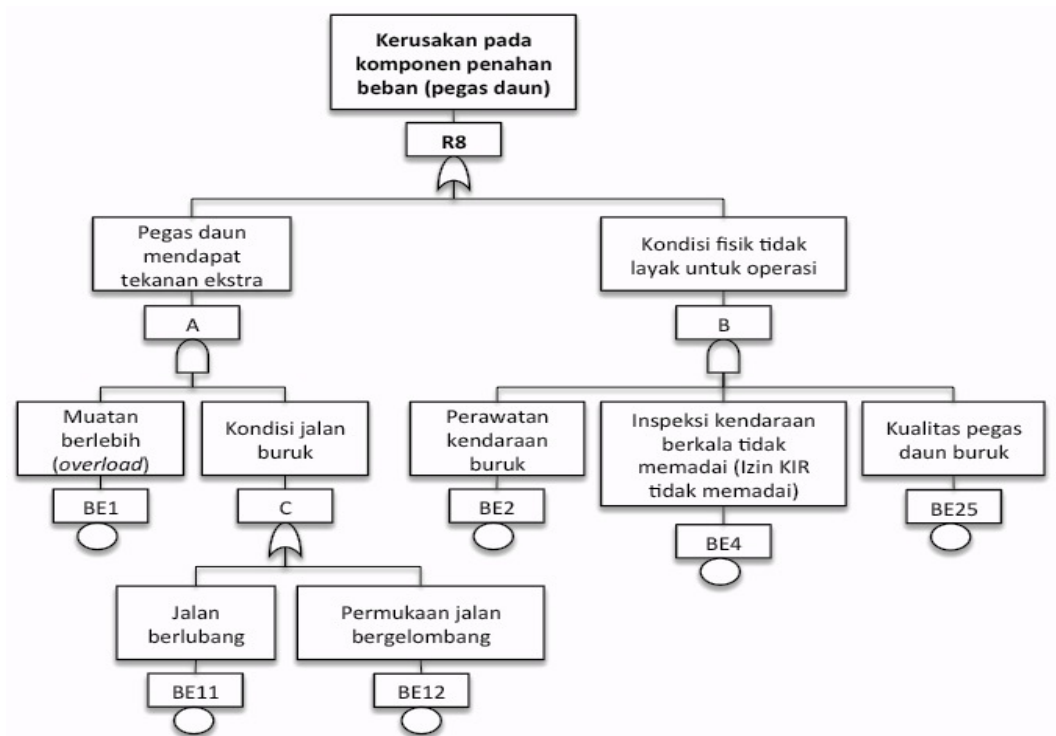 Kerusakan pada
komponen penahan
beban (pegas daun)
R8
Pegas daun
mendapat
tekanan ekstra
A
Kondisi fisik tidak
layak untuk operasi
B
Muatan
berlebih
(overload)
BE1
Kondisi jalan
buruk
C
Perawatan
kendaraan
buruk
BE2
Inspeksi kendaraan
berkala tidak
memadai (Izin KIR
tidak memadai)
BE4
Kualitas pegas
daun buruk
BE25
Jalan
berlubang
BE11
Permukaan jalan
bergelombang
BE12